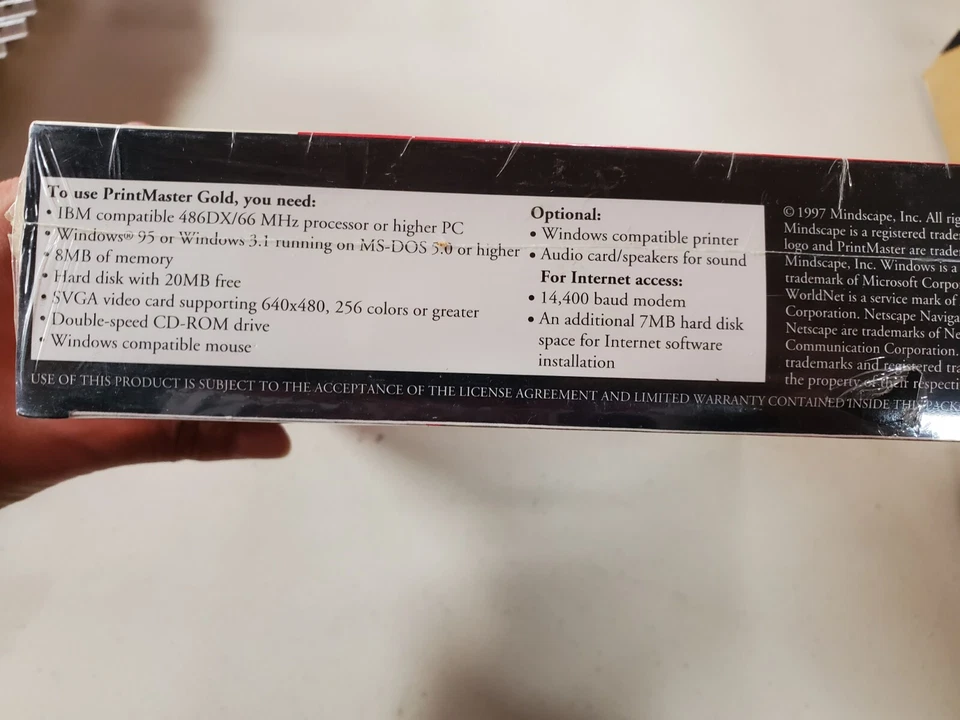 To use PrintMaster Gold, you need:
• IBM compatible 486DX/66 MHz processor or higher PC
• Windows® 95 or Windows 3.1 running on MS-DOS 5.0 or higher
• 8MB of memory
• Hard disk with 20MB free
• SVGA video card supporting 640x480, 256 colors or greater
• Double-speed CD-ROM drive
• Windows compatible mouse
Optional:
• Windows compatible printer
• Audio card/speakers for sound
For Internet access:
• 14,400 baud modem
• An additional 7MB hard disk
space for Internet software
installation
© 1997 Mindscape, Inc. All
Mindscape is a registered
logo and PrintMaster are
Mindscape, Inc. Windows is a
trademark of Microsoft
WorldNet is a service mark of
Corporation. Netscape
Netscape are trademarks of
Communication Corporation.
trademarks and registered
the property of their
USE OF THIS PRODUCT IS SUBJECT TO THE ACCEPTANCE OF THE LICENSE AGREEMENT AND LIMITED WARRANTY CONTAINED INSIDE THE